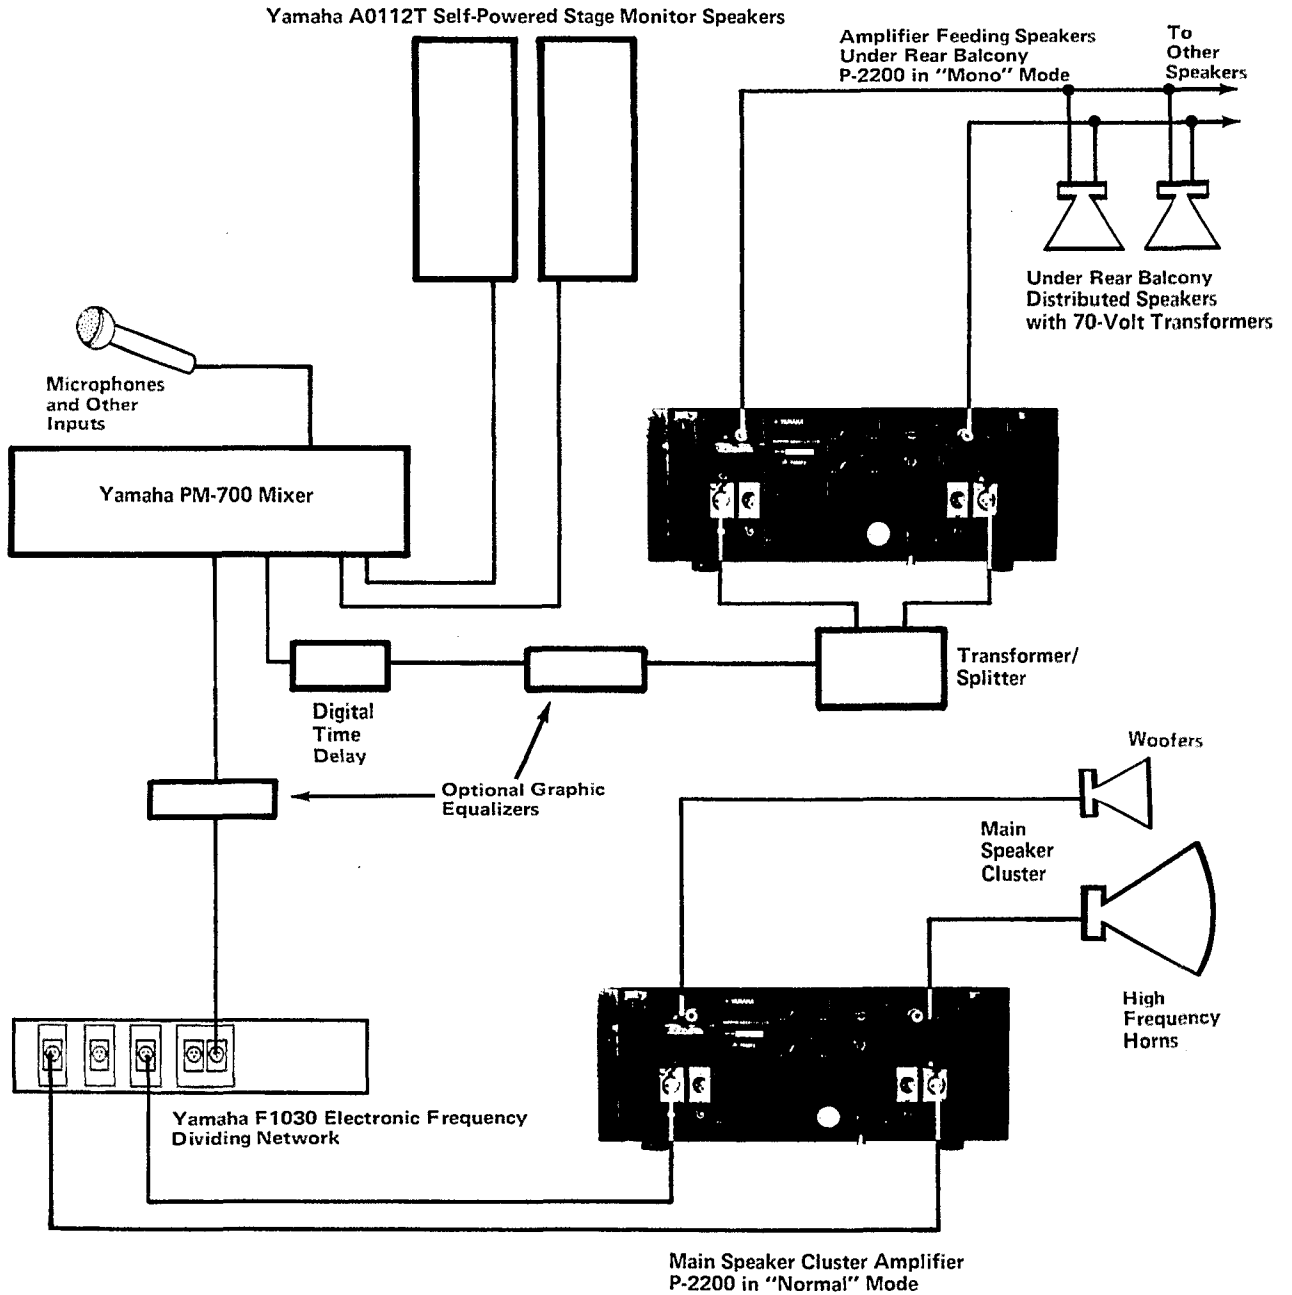 Yamaha A0112T Self-Powered Stage Monitor Speakers
Amplifier Feeding Speakers
Under Rear Balcony
P-2200 in "Mono" Mode
To
Other
Speakers
Under Rear Balcony
Distributed Speakers
with 70-Volt Transformers
Microphones
and Other
Inputs
Yamaha PM-700 Mixer
YAMAHA
Transformer/
Splitter
Digital
Time
Delay
Optional Graphic
Equalizers
Woofers
Main
Speaker
Cluster
High
Frequency
Horns
YAMAHA
Yamaha F1030 Electronic Frequency
Dividing Network
Main Speaker Cluster Amplifier
P-2200 in "Normal" Mode